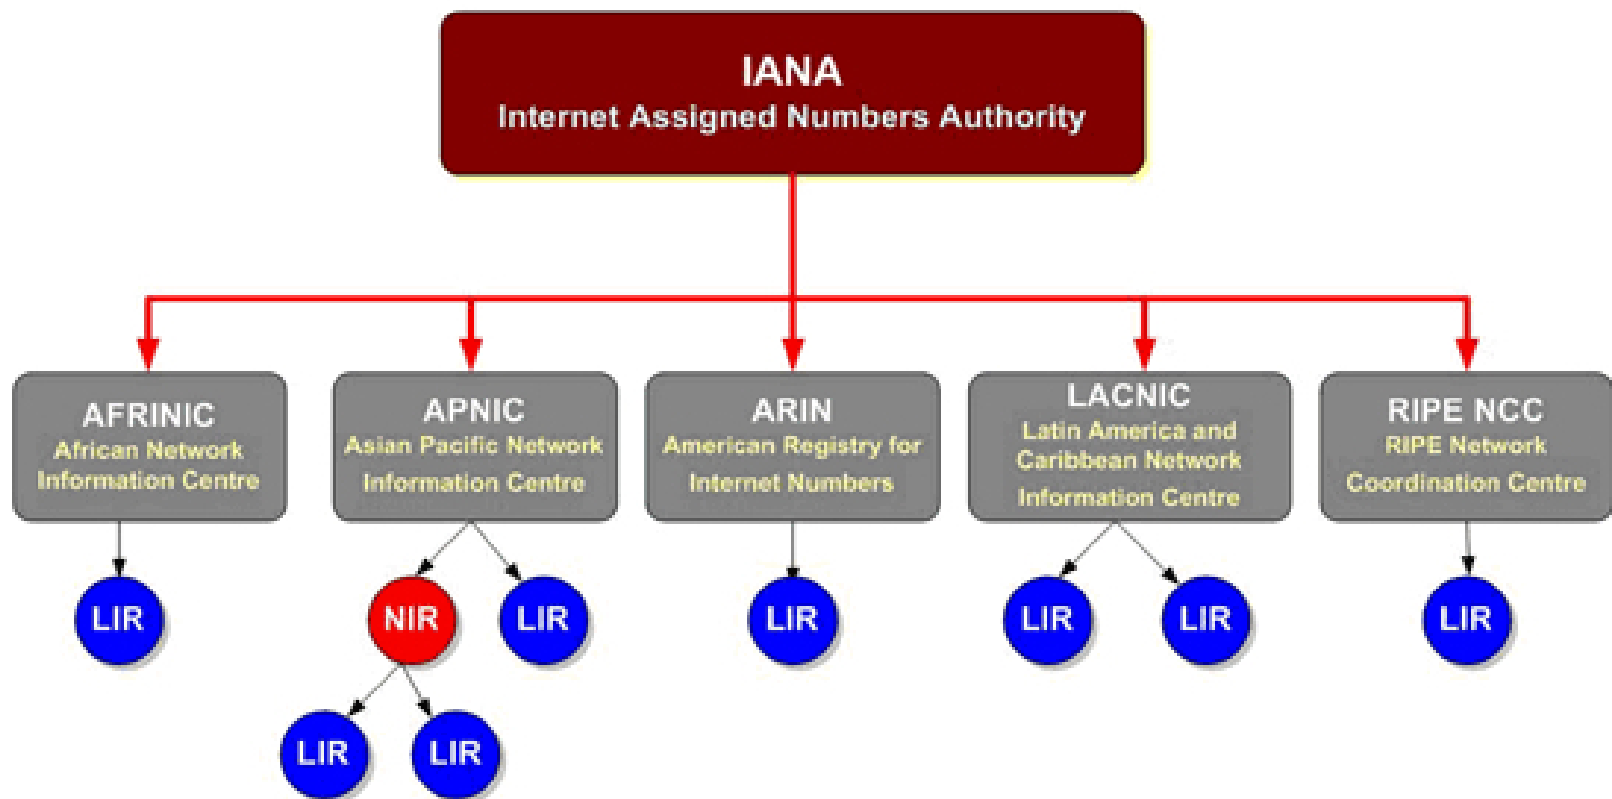 IANA
Internet Assigned Numbers Authority
AFRINIC
African Network
Information Centre
APNIC
Asian Pacific Network
Information Centre
ARIN
American Registry for
Internet Numbers
LACNIC
Latin America and
Caribbean Network
Information Centre
RIPE NCC
RIPE Network
Coordination Centre
LIR
NIR
LIR
LIR
LIR
LIR
LIR
LIR
LIR